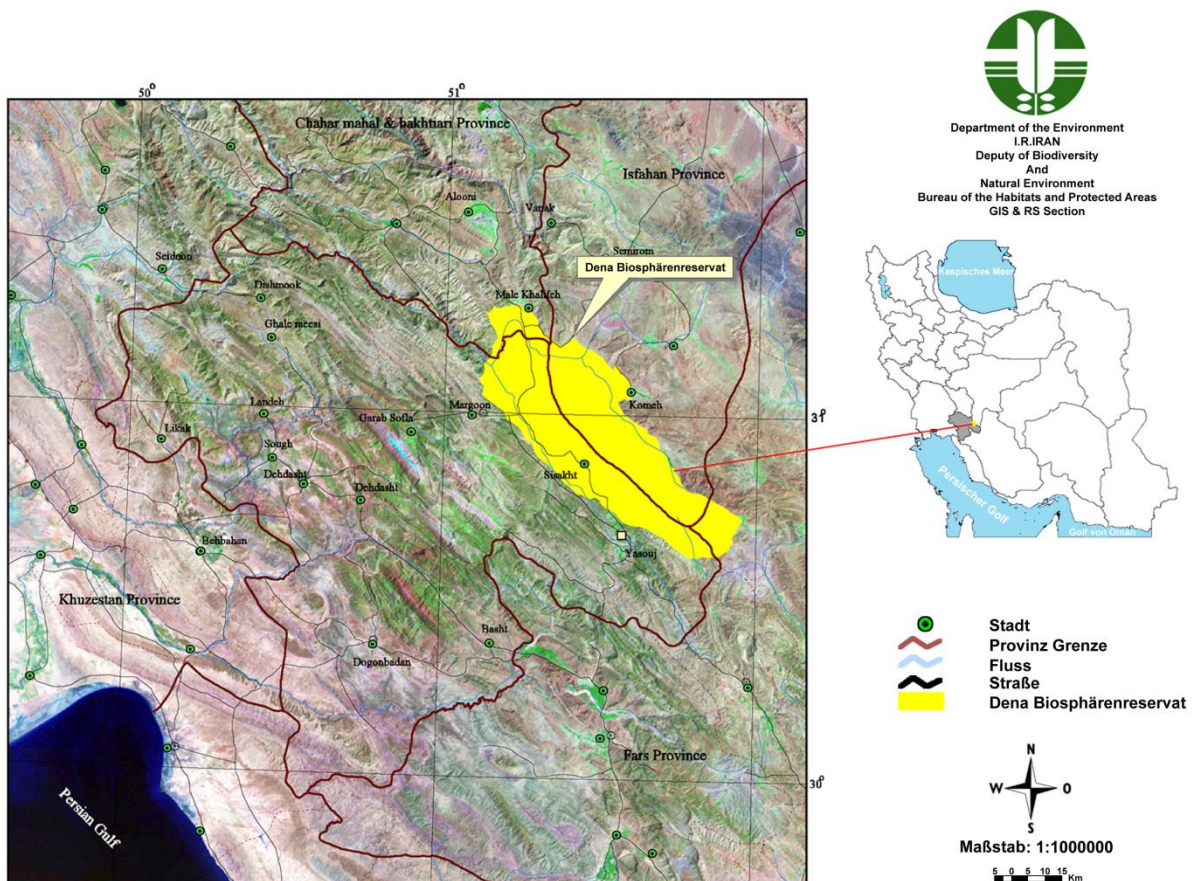 50°
51°
Chahar mahal & bakhtiari Province
Isfahan Province
Alooni
Vanak
Semirom
Seideon
Dena Biosphärenreservat
Dishmook
Male Khalifeh
Ghale raeesi
Komeh
Landeh
Margoon
31°
Garab Sofla
Likak
Sough
Sisakht
Dehdasht
Dehdasht
Behbahan
Yasouj
Khuzestan Province
Basht
Dogonbadan
Fars Province
30°
Persian Gulf
Department of the Environment
I.R.IRAN
Deputy of Biodiversity
And
Natural Environment
Bureau of the Habitats and Protected Areas
GIS & RS Section
Kaspisches Meer
Persischer Golf
Golf von Oman
Stadt
Provinz Grenze
Fluss
Straße
Dena Biosphärenreservat
N
W O
S
Maßstab: 1:1000000
5 0 5 10 15 Km